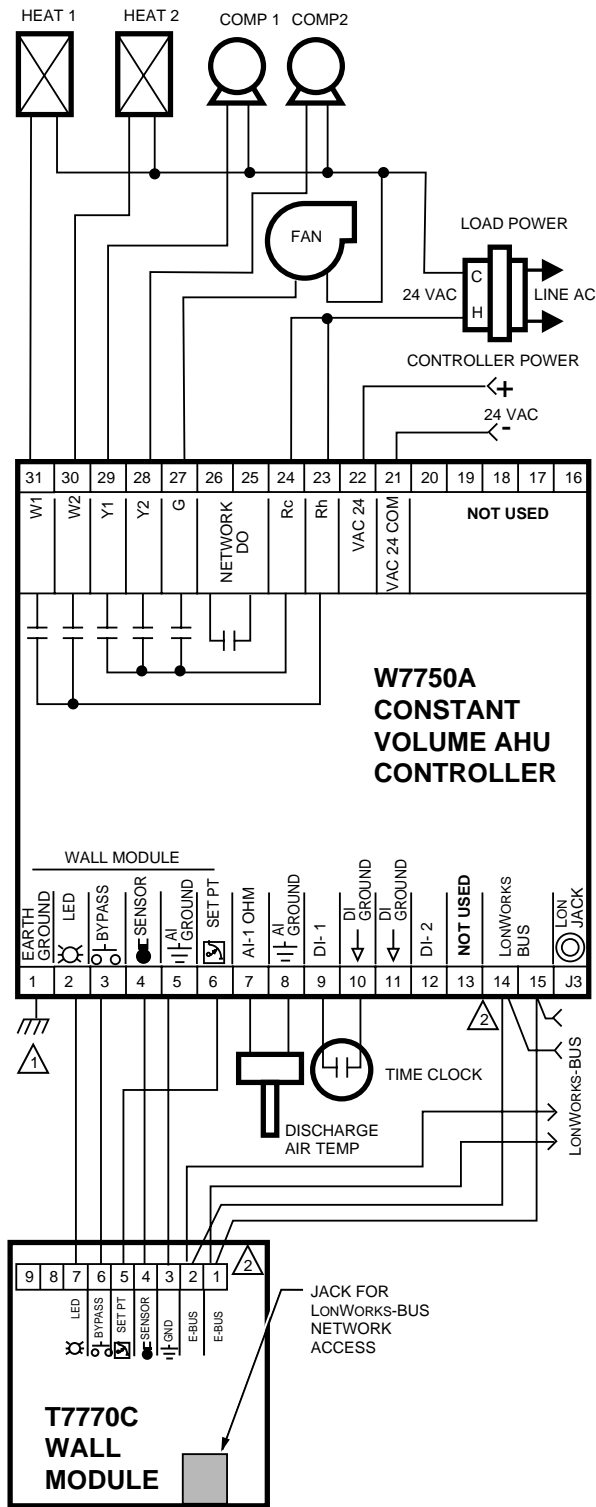 HEAT 1
HEAT 2
COMP 1
COMP2
FAN
LOAD POWER
24 VAC
C
H
LINE AC
CONTROLLER POWER
+
24 VAC
-
31 30 29 28 27 26 25 24 23 22 21 20 19 18 17 16
W1
W2
Y1
Y2
G
NETWORK
DO
Rc
Rh
VAC 24
VAC 24 COM
NOT USED
W7750A
CONSTANT
VOLUME AHU
CONTROLLER
WALL MODULE
EARTH
GROUND
LED
BYPASS
SENSOR
AI
GROUND
SET PT
AI-1 OHM
AI
GROUND
DI- 1
DI
GROUND
DI
GROUND
DI- 2
NOT USED
LONWORKS
BUS
LON
JACK
1 2 3 4 5 6 7 8 9 10 11 12 13 14 15 J3
1
2
TIME CLOCK
DISCHARGE
AIR TEMP
LONWORKS-BUS
2
9 8 7 6 5 4 3 2 1
LED
BYPASS
SET PT
SENSOR
GND
E-BUS
E-BUS
JACK FOR
LONWORKS-BUS
NETWORK
ACCESS
T7770C
WALL
MODULE